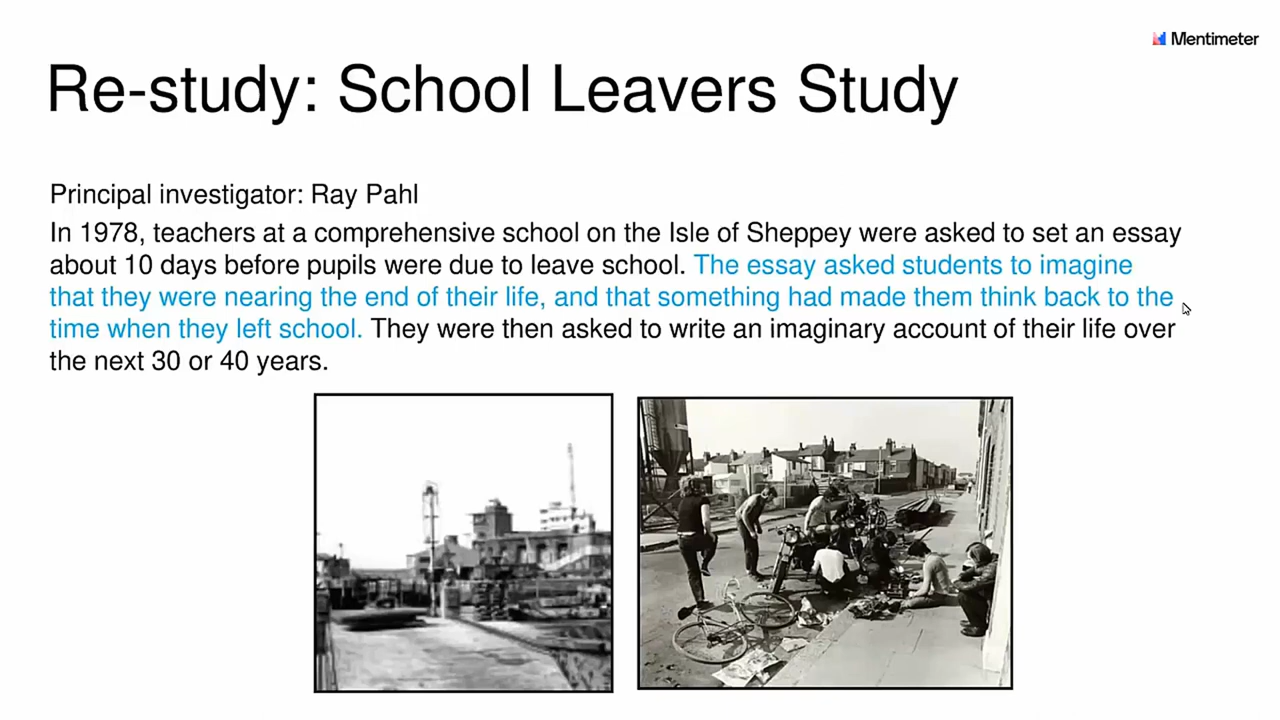 Mentimeter
Re-study: School Leavers Study
Principal investigator: Ray Pahl
In 1978, teachers at a comprehensive school on the Isle of Sheppey were asked to set an essay
about 10 days before pupils were due to leave school. The essay asked students to imagine
that they were nearing the end of their life, and that something had made them think back to the
time when they left school. They were then asked to write an imaginary account of their life over
the next 30 or 40 years.